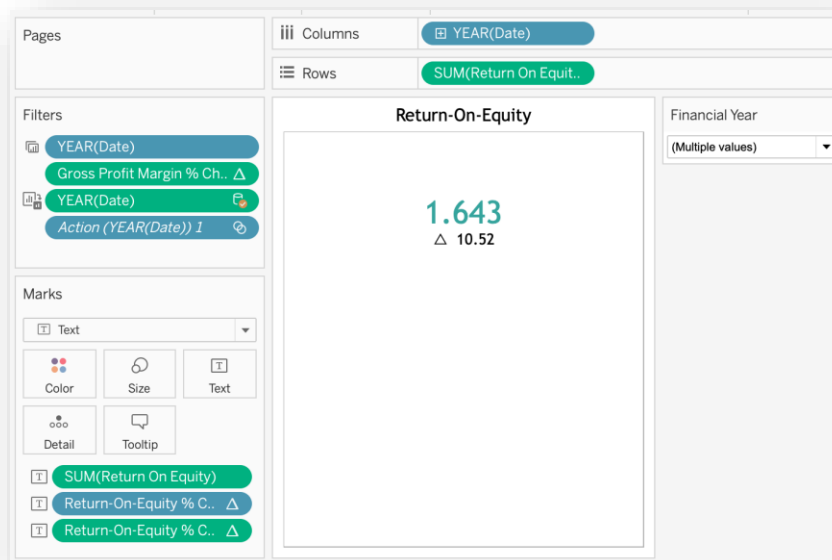 Pages
Columns
YEAR(Date)
Rows
SUM(Return On Equit..
Filters
YEAR(Date)
Gross Profit Margin % Ch.. △
YEAR(Date)
Action (YEAR(Date)) 1
Marks
T Text
Color
Size
T
Text
Detail
Tooltip
T SUM(Return On Equity)
T Return-On-Equity % C.. △
T Return-On-Equity % C.. △
Return-On-Equity
1.643
△ 10.52
Financial Year
(Multiple values)